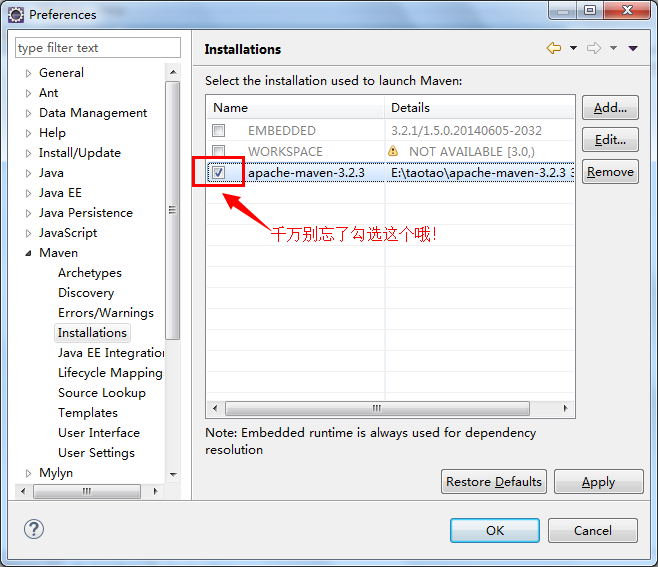 Preferences
type filter text
General
Ant
Data Management
Help
Install/Update
Java
Java EE
Java Persistence
JavaScript
Maven
Archetypes
Discovery
Errors/Warnings
Installations
Java EE Integration
Lifecycle Mapping
Source Lookup
Templates
User Interface
User Settings
Mylyn
Installations
Select the installation used to launch Maven:
Name Details
EMBEDDED 3.2.1/1.5.0.20140605-2032
WORKSPACE NOT AVAILABLE [3.0,)
apache-maven-3.2.3 E:\taotao\apache-maven-3.2.3 3
千万别忘了勾选这个哦!
Add...
Edit...
Remove
Note: Embedded runtime is always used for dependency
resolution
Restore Defaults Apply
OK Cancel